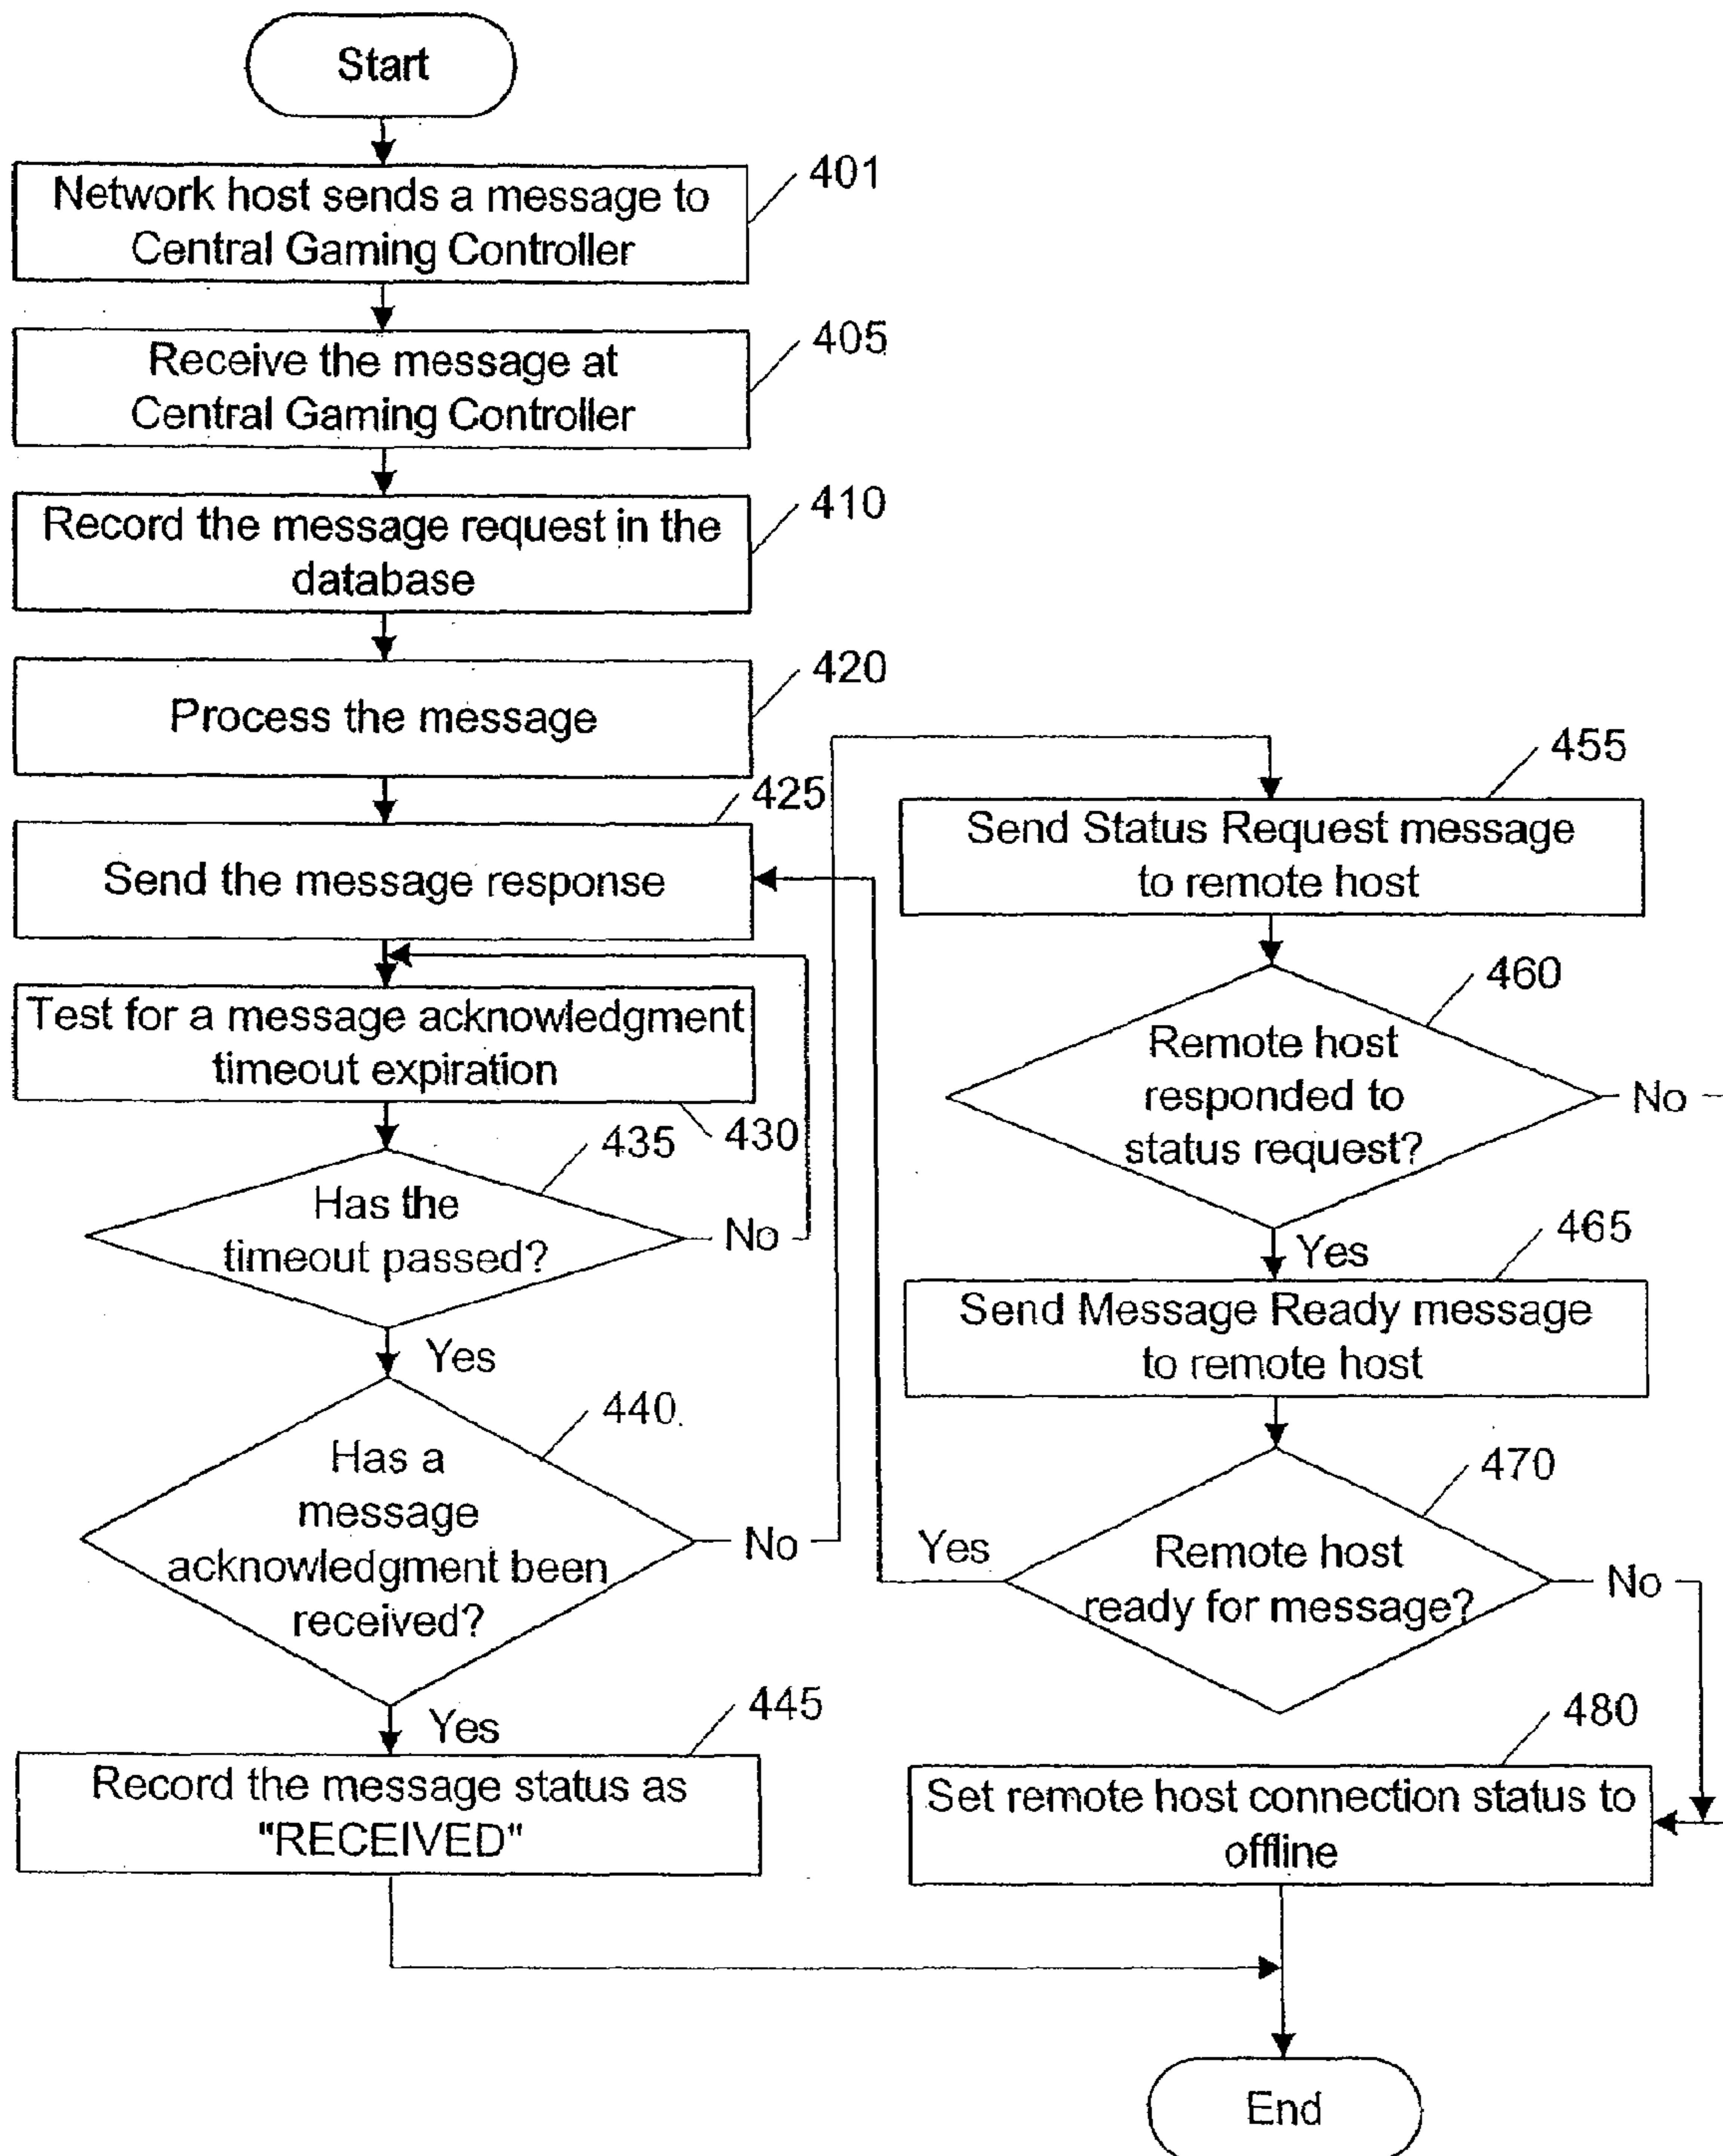 Start
401
Network host sends a message to
Central Gaming Controller
405
Receive the message at
Central Gaming Controller
410
Record the message request in the
database
420
Process the message
425
Send the message response
Test for a message acknowledgment
timeout expiration
430
435
Has the
timeout passed?
No
Yes
440
Has a
message
acknowledgment been
received?
No
Yes
445
Record the message status as
"RECEIVED"
455
Send Status Request message
to remote host
460
Remote host
responded to
status request?
No
Yes
465
Send Message Ready message
to remote host
470
Remote host
ready for message?
Yes
No
480
Set remote host connection status to
offline
End